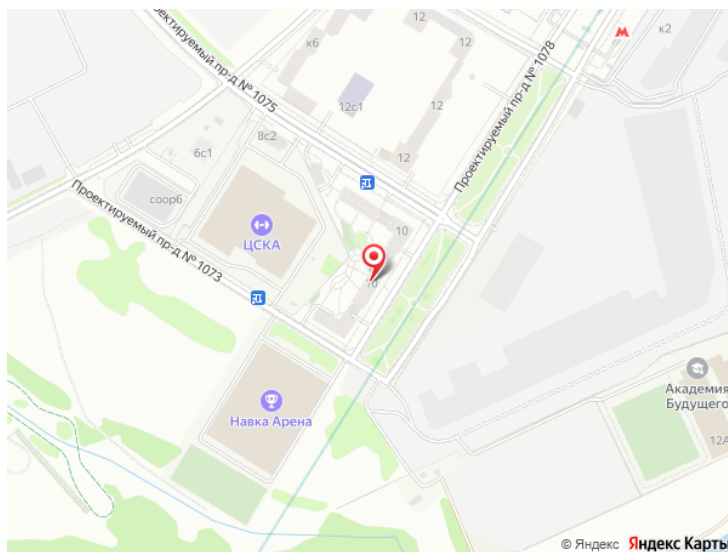 к6
12
12
к2
Проектируемый пр-д № 1075
Проектируемый пр-д № 1078
12с1
12
8с2
6с1
12
соор6
Проектируемый пр-д № 1073
ЦСКА
10
10
Навка Арена
Академия
Будущего
12А
© Яндекс Яндекс Карты